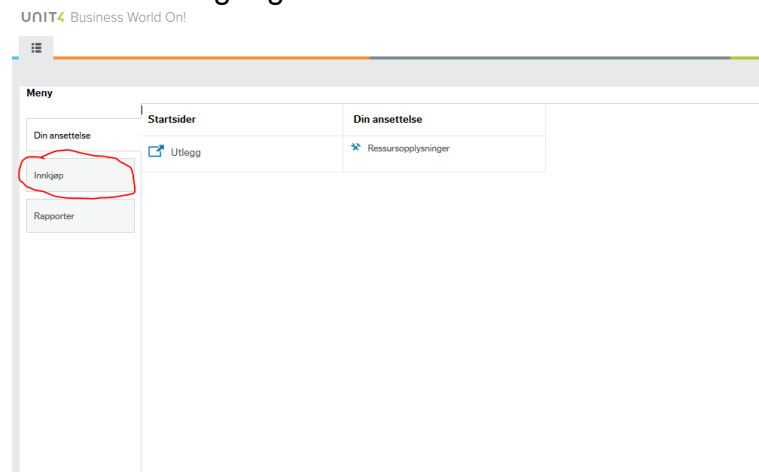 UNIT4 Business World On!
Meny
Din ansettelse
Innkjøp
Rapporter
Startsider
Utlegg
Din ansettelse
Ressursopplysninger